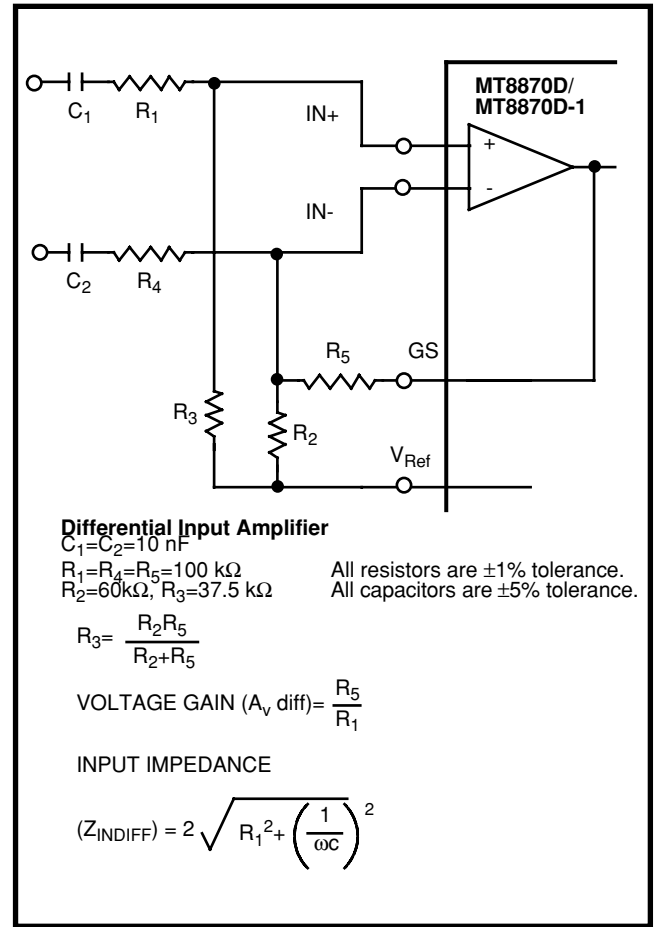 MT8870D/
MT8870D-1
C₁ R₁ IN+ +
IN- -
C₂ R₄
R₅ GS
R₃ R₂
V_Ref
Differential Input Amplifier
C₁=C₂=10 nF
R₁=R₄=R₅=100 kΩ All resistors are ±1% tolerance.
R₂=60kΩ, R₃=37.5 kΩ All capacitors are ±5% tolerance.
R₃= R₂R₅ / R₂+R₅
VOLTAGE GAIN (Aᵥ diff)= R₅ / R₁
INPUT IMPEDANCE
(Z_INDIFF) = 2 √ R₁²+ (1 / ωc)²